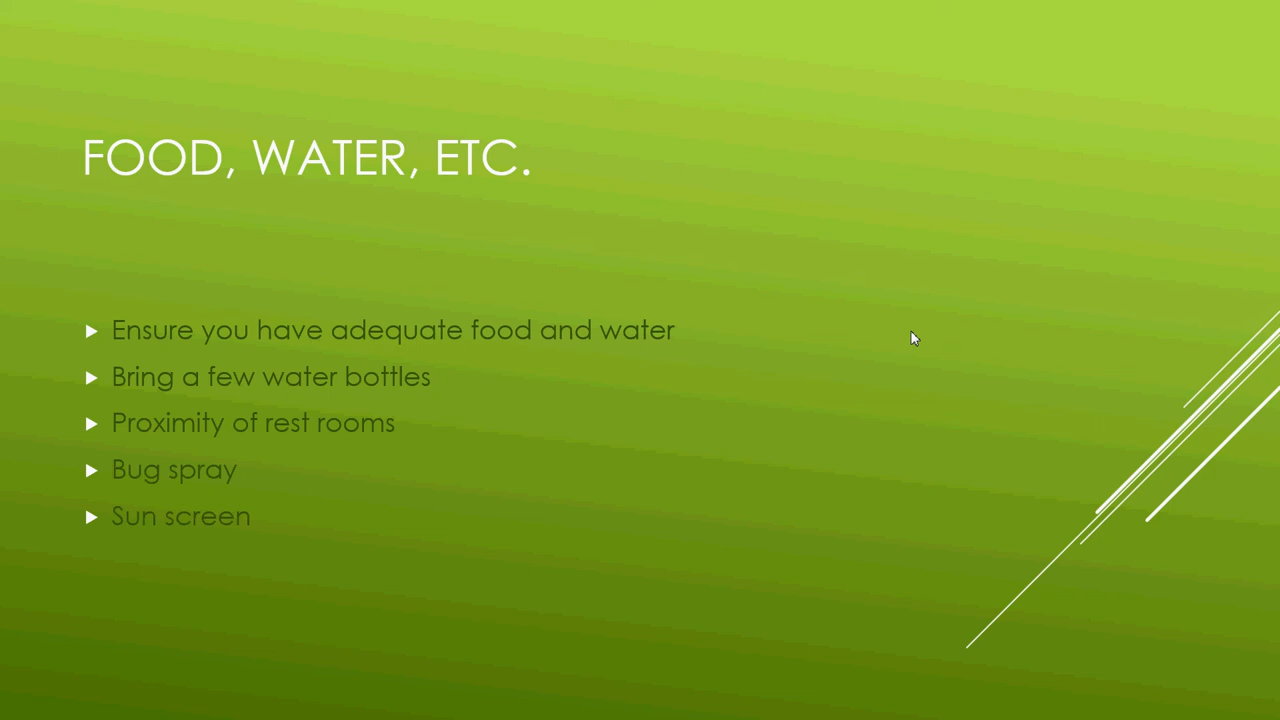 FOOD, WATER, ETC.
Ensure you have adequate food and water
Bring a few water bottles
Proximity of rest rooms
Bug spray
Sun screen